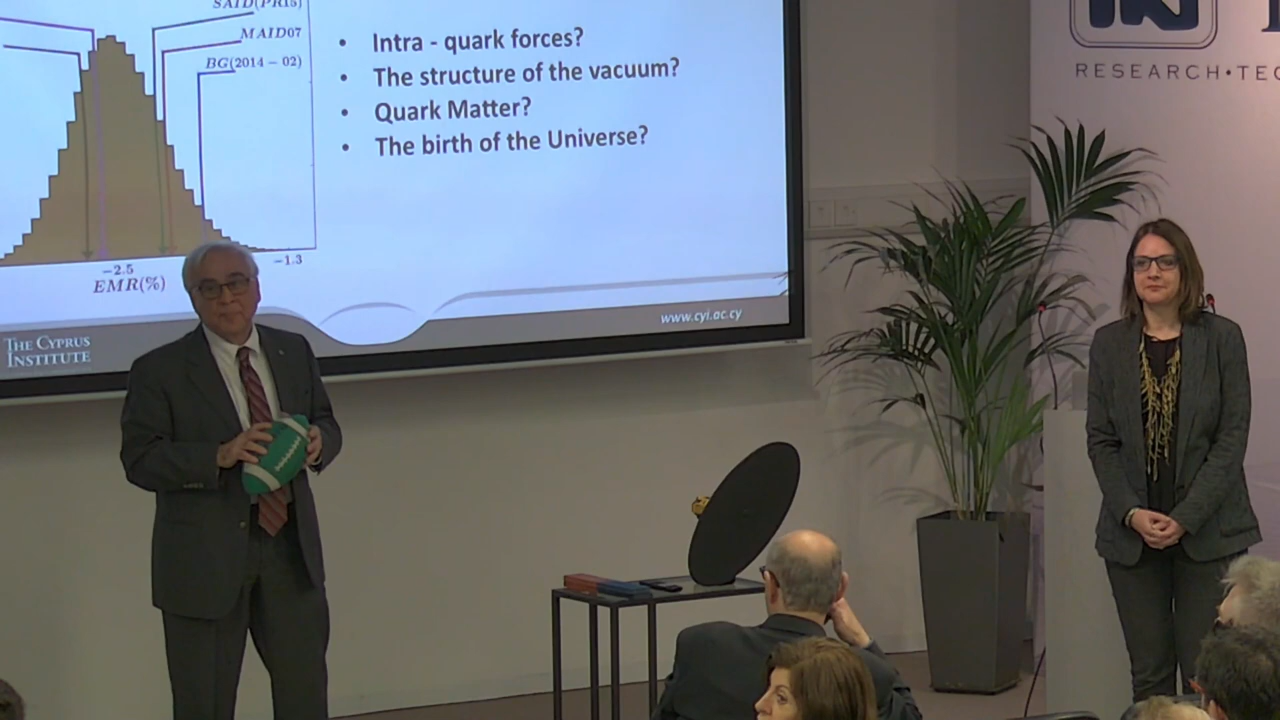 SAID(PR15)
MAID07
BG(2014 − 02)
−2.5
−1.3
EMR(%)
• Intra - quark forces?
• The structure of the vacuum?
• Quark Matter?
• The birth of the Universe?
THE CYPRUS
INSTITUTE
www.cyi.ac.cy
RESEARCH•TEC